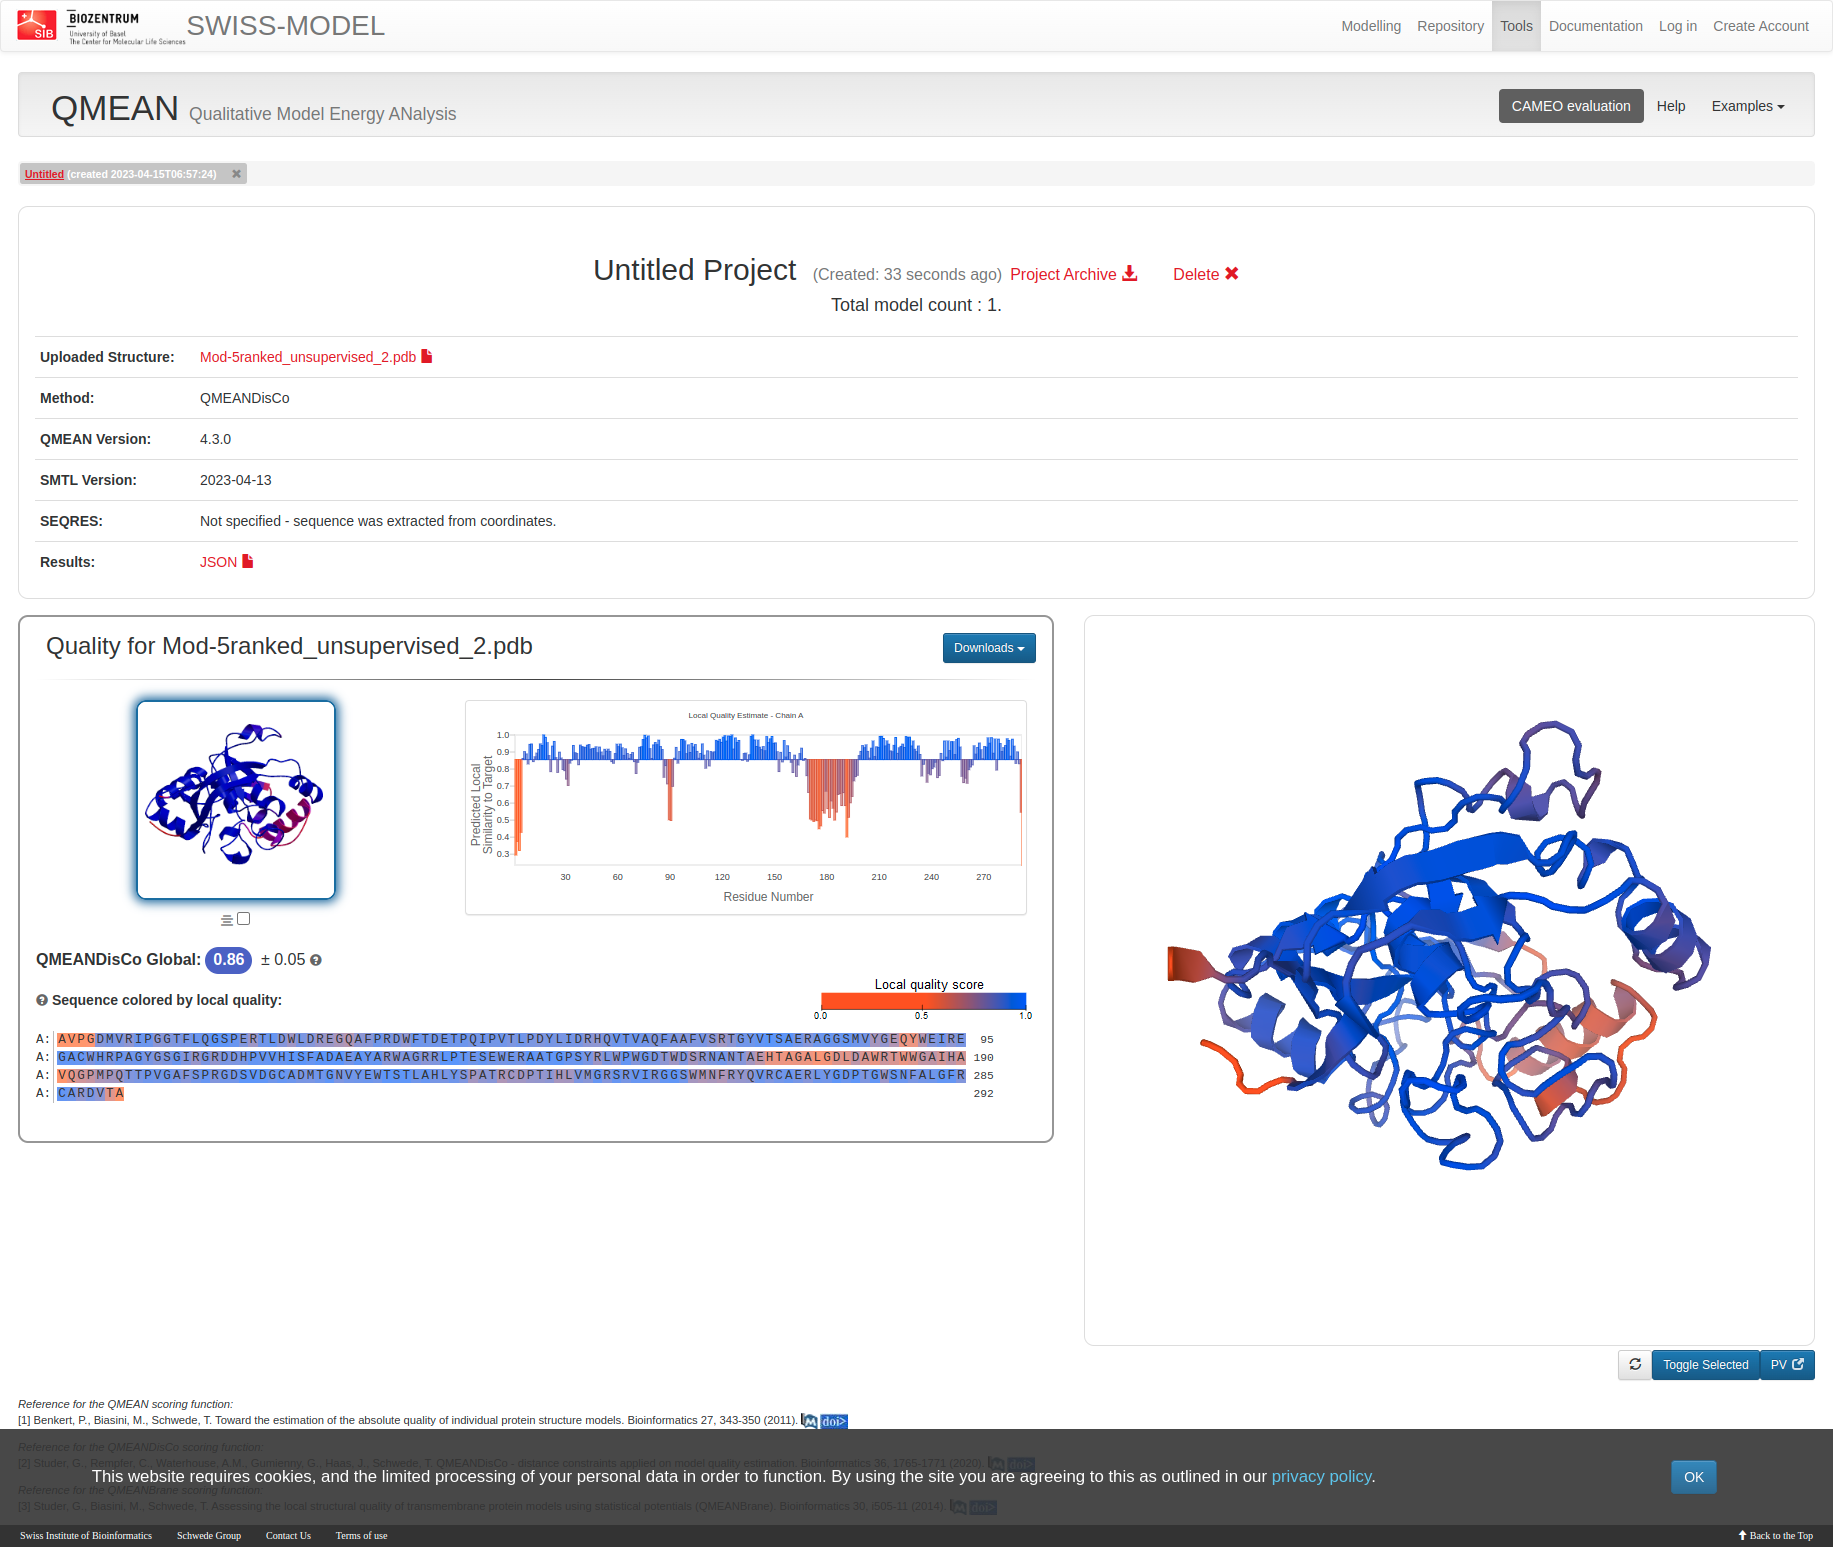 SIB
BIOZENTRUM
University of Basel
The Center for Molecular Life Sciences
SWISS-MODEL
Modelling Repository Tools Documentation Log in Create Account
QMEAN Qualitative Model Energy ANalysis
CAMEO evaluation Help Examples
Untitled (created 2023-04-15T06:57:24)
Untitled Project (Created: 33 seconds ago) Project Archive Delete
Total model count : 1.
Uploaded Structure: Mod-5ranked_unsupervised_2.pdb
Method: QMEANDisCo
QMEAN Version: 4.3.0
SMTL Version: 2023-04-13
SEQRES: Not specified - sequence was extracted from coordinates.
Results: JSON
Quality for Mod-5ranked_unsupervised_2.pdb
Downloads
Local Quality Estimate - Chain A
Predicted Local
Similarity to Target
1.0
0.9
0.8
0.7
0.6
0.5
0.4
0.3
30 60 90 120 150 180 210 240 270
Residue Number
QMEANDisCo Global: 0.86 ± 0.05
Sequence colored by local quality:
Local quality score
0.0 0.5 1.0
A: AVPGDMVRIPGGTFLQGSPERTLDWLDREGQAFPRDWFTDETPQIPVTLPDYLIDRHQVTVAQFAAFVSRTGYVTSAERAGGSMVYGEQYWEIRE 95
A: GACWHRPAGYGSGIRGRDDHPVVHISFADAEAYARWAGRRLPTESEWERAATGPSYRLWPWGDTWDSRNANTAEHTAGALGDLDAWRTWWGAIHA 190
A: VQGPMPQTTPVGAFSPRGDSVDGCADMTGNVYEWTSTLAHLYSPATRCDPTIHLVMGRSRVIRGGSWMNFRYQVRCAERLYGDPTGWSNFALGFR 285
A: CARDVTA 292
Toggle Selected PV
Reference for the QMEAN scoring function:
[1] Benkert, P., Biasini, M., Schwede, T. Toward the estimation of the absolute quality of individual protein structure models. Bioinformatics 27, 343-350 (2011). M doi>
Reference for the QMEANDisCo scoring function:
[2] Studer, G., Rempfer, C., Waterhouse, A.M., Gumienny, G., Haas, J., Schwede, T. QMEANDisCo - distance constraints applied on model quality estimation. Bioinformatics 36, 1765-1771 (2020). M doi>
This website requires cookies, and the limited processing of your personal data in order to function. By using the site you are agreeing to this as outlined in our privacy policy.
OK
Reference for the QMEANBrane scoring function:
[3] Studer, G., Biasini, M., Schwede, T. Assessing the local structural quality of transmembrane protein models using statistical potentials (QMEANBrane). Bioinformatics 30, i505-11 (2014). M doi>
Swiss Institute of Bioinformatics Schwede Group Contact Us Terms of use Back to the Top